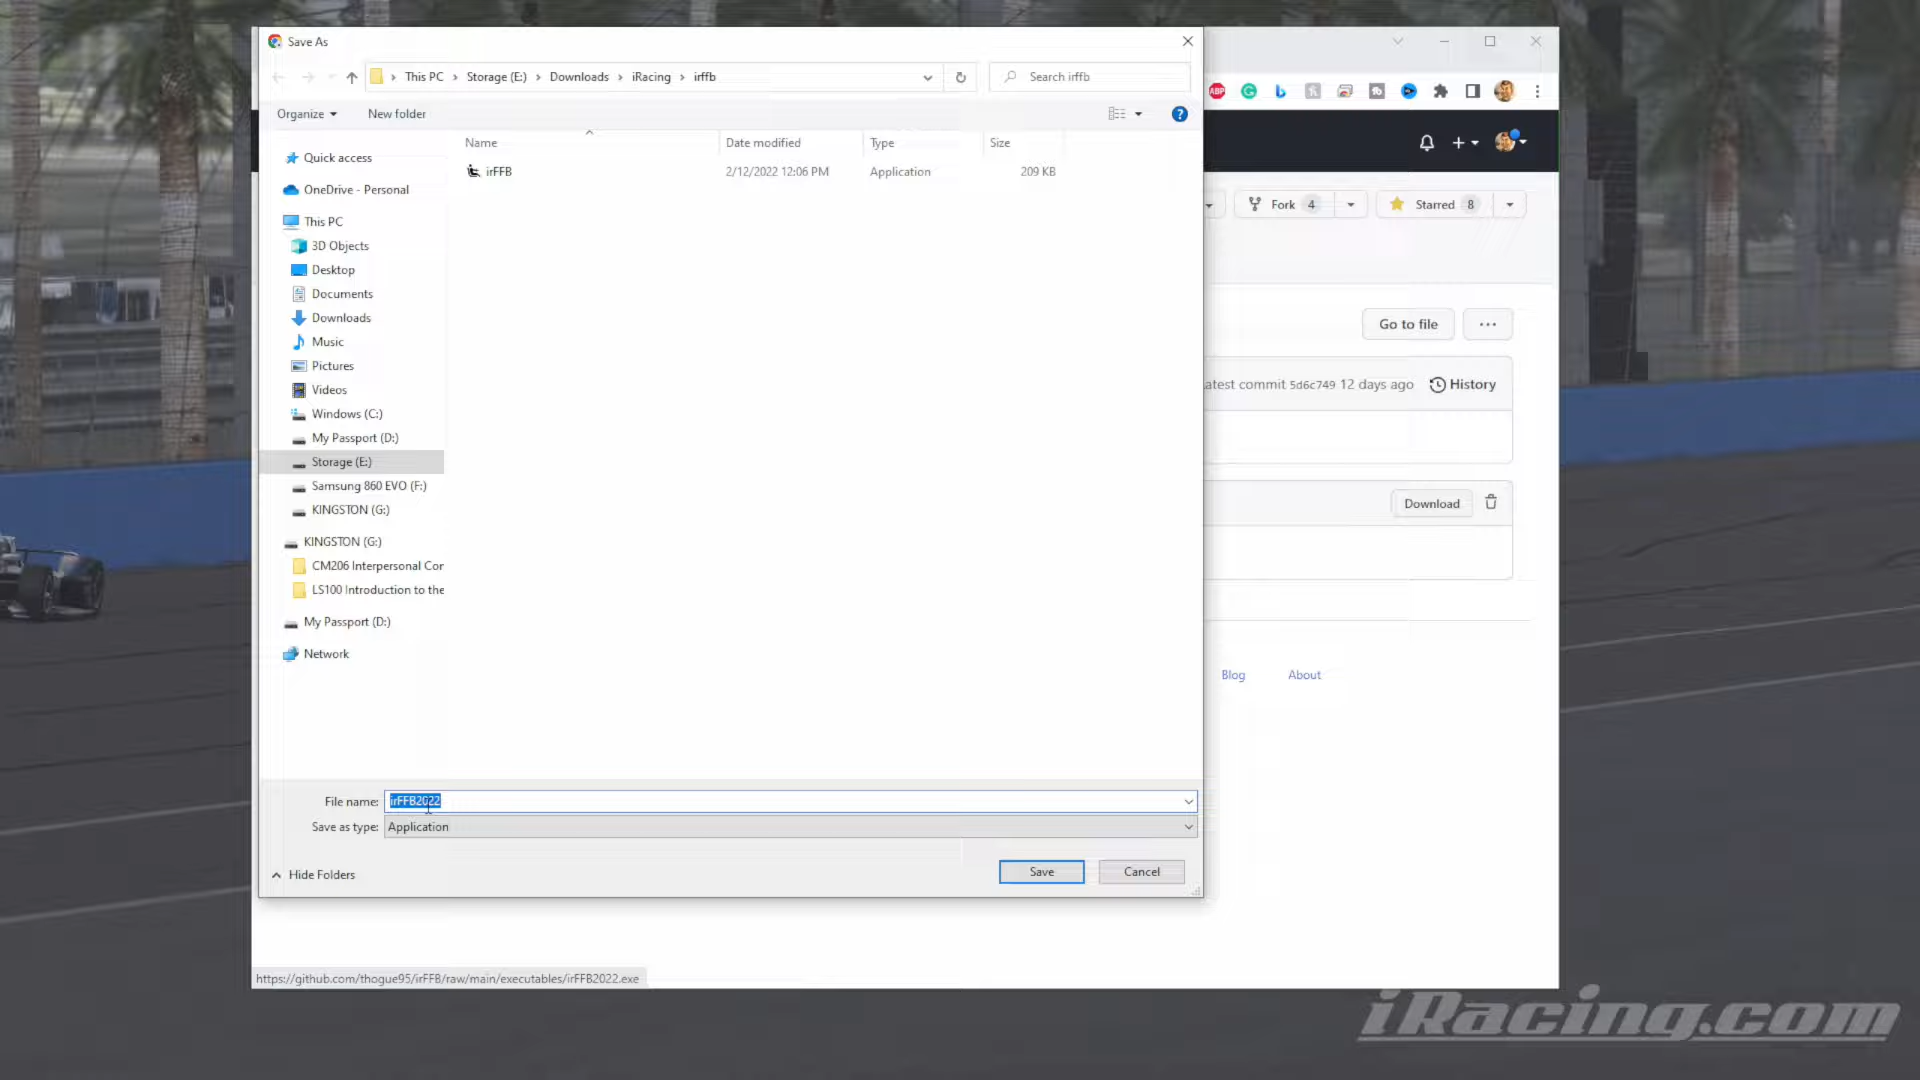 Save As
This PC > Storage (E:) > Downloads > iRacing > irffb
Search irffb
Organize
New folder
Name
Date modified
Type
Size
irFFB
2/12/2022 12:06 PM
Application
209 KB
Quick access
OneDrive - Personal
This PC
3D Objects
Desktop
Documents
Downloads
Music
Pictures
Videos
Windows (C:)
My Passport (D:)
Storage (E:)
Samsung 860 EVO (F:)
KINGSTON (G:)
KINGSTON (G:)
CM206 Interpersonal Cor
LS100 Introduction to the
My Passport (D:)
Network
File name: irFFB2022
Save as type: Application
Hide Folders
Save
Cancel
ABP
Fork 4
Starred 8
Go to file
atest commit 5d6c749 12 days ago
History
Download
Blog
About
https://github.com/thogue95/irFFB/raw/main/executables/irFFB2022.exe
iRacing.com